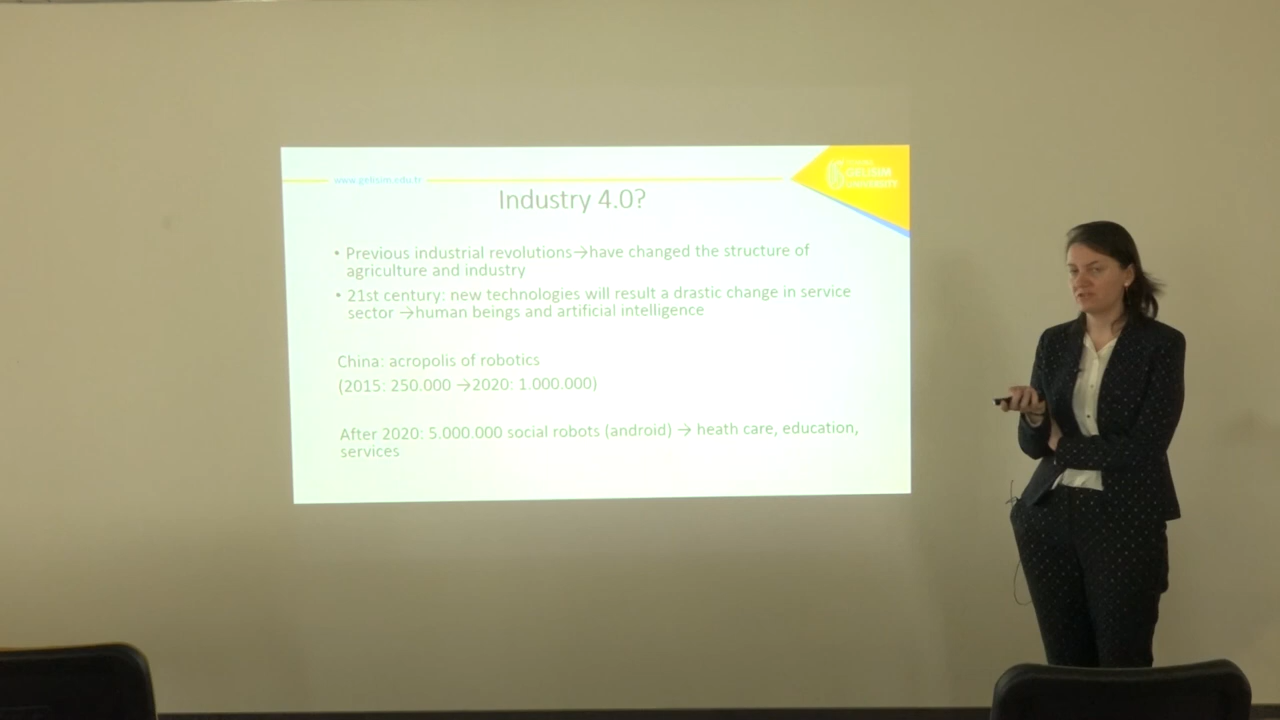 www.gelisim.edu.tr
GELISIM
UNIVERSITY
Industry 4.0?
• Previous industrial revolutions→have changed the structure of
agriculture and industry
• 21st century: new technologies will result a drastic change in service
sector →human beings and artificial intelligence
China: acropolis of robotics
(2015: 250.000 →2020: 1.000.000)
After 2020: 5.000.000 social robots (android) → heath care, education,
services